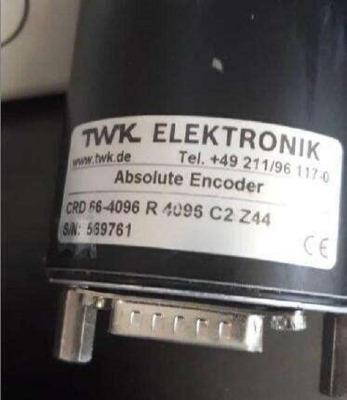 TWK ELEKTRONIK
www.twk.de Tel. +49 211/96 117-0
Absolute Encoder
CRD 66-4096 R 4096 C2 Z44
S/N: 569761
CE